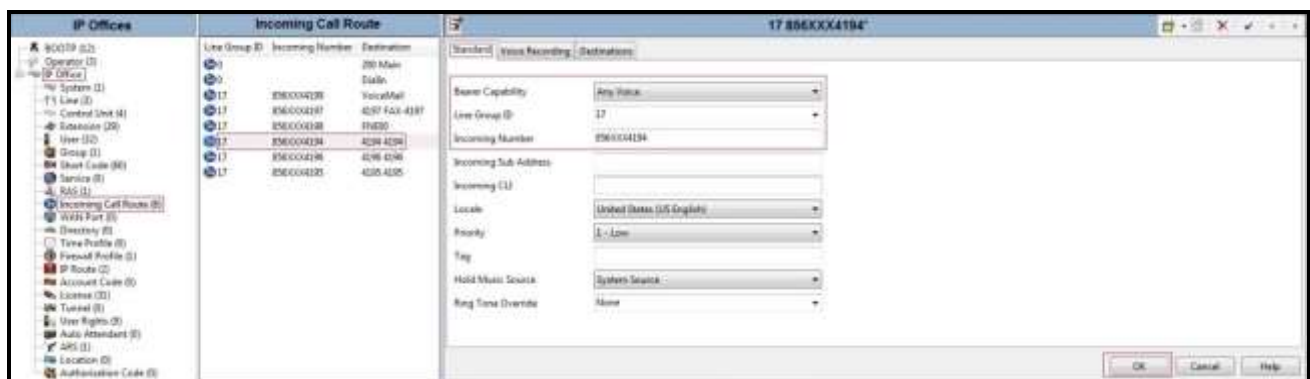 IP Offices
BOOTP (12)
Operator (3)
IP Office
System (1)
Line (3)
Control Unit (4)
Extension (29)
User (32)
Group (1)
Short Code (66)
Service (0)
RAS (1)
Incoming Call Route (8)
WAN Port (0)
Directory (0)
Time Profile (0)
Firewall Profile (1)
IP Route (2)
Account Code (0)
License (31)
Tunnel (0)
User Rights (9)
Auto Attendant (0)
ARS (1)
Location (0)
Authorization Code (0)
Incoming Call Route
Line Group ID Incoming Number Destination
0 200 Main
0 DialIn
17 VoiceMail
17 856XXX4197 4197 FAX-4197
17 856XXX4198
17 856XXX4194 4194 4194
17 856XXX4196 4196 4196
17 856XXX4195 4195 4195
17 856XXX4194*
Standard Voice Recording Destinations
Bearer Capability Any Voice
Line Group ID 17
Incoming Number 856XXX4194
Incoming Sub Address
Incoming CLI
Locale United States (US English)
Priority 1 - Low
Tag
Hold Music Source System Source
Ring Tone Override None
OK Cancel Help